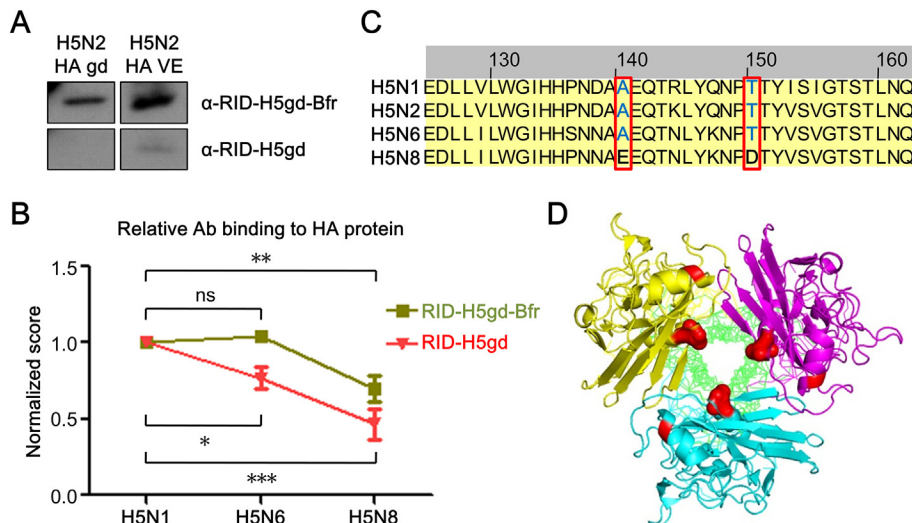 A
H5N2 H5N2
HA gd HA VE
α-RID-H5gd-Bfr
α-RID-H5gd
B
Relative Ab binding to HA protein
**
ns
*
***
RID-H5gd-Bfr
RID-H5gd
Normalized score
1.5
1.0
0.5
0.0
H5N1 H5N6 H5N8
C
130 140 150 160
H5N1 EDLLVLWGIHHPNDAAEQTRLYQNPTTYISIGTSTLNQ
H5N2 EDLLVLWGIHHPNDAAEQTKLYQNPTTYVSVGTSTLNQ
H5N6 EDLLILWGIHHSNNAAEQTNLYKNPTTYVSVGTSTLNQ
H5N8 EDLLILWGIHHPNNAEEQTNLYKNPDTYVSVGTSTLNQ
D